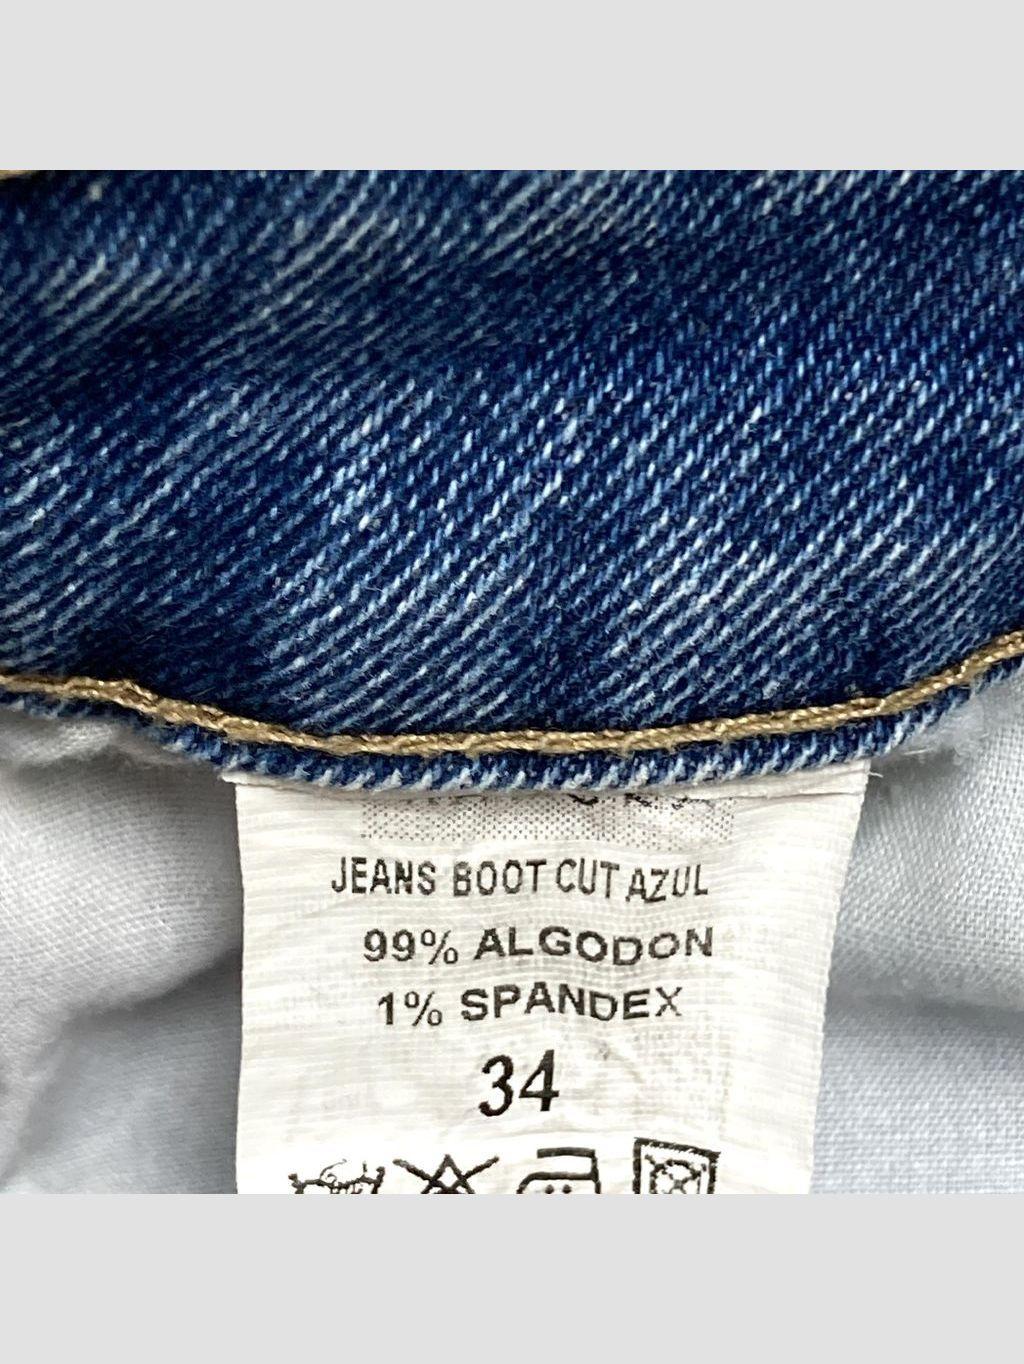 JEANS BOOT CUT AZUL
99% ALGODON
1% SPANDEX
34